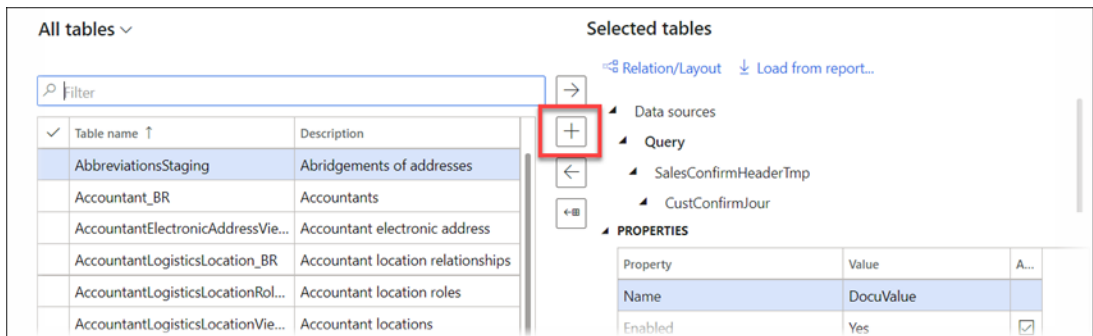 All tables
Filter
Table name ↑ Description
AbbreviationsStaging Abridgements of addresses
Accountant_BR Accountants
AccountantElectronicAddressVie... Accountant electronic address
AccountantLogisticsLocation_BR Accountant location relationships
AccountantLogisticsLocationRol... Accountant location roles
AccountantLogisticsLocationVie... Accountant locations
Selected tables
Relation/Layout Load from report...
Data sources
Query
SalesConfirmHeaderTmp
CustConfirmJour
PROPERTIES
Property Value A...
Name DocuValue
Enabled Yes